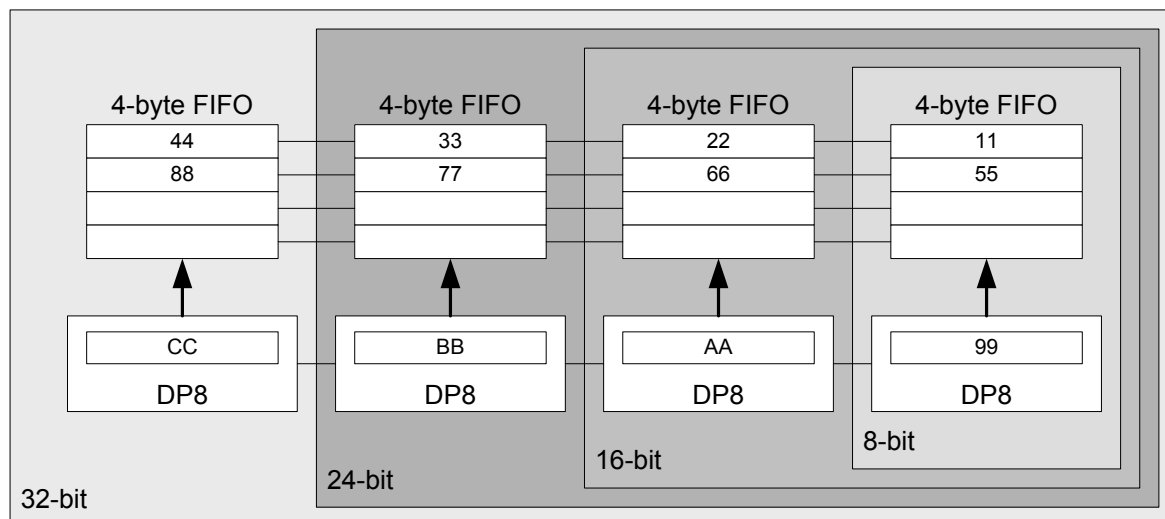 4-byte FIFO 4-byte FIFO 4-byte FIFO 4-byte FIFO
44 33 22 11
88 77 66 55
CC BB AA 99
DP8 DP8 DP8 DP8
8-bit
16-bit
24-bit
32-bit